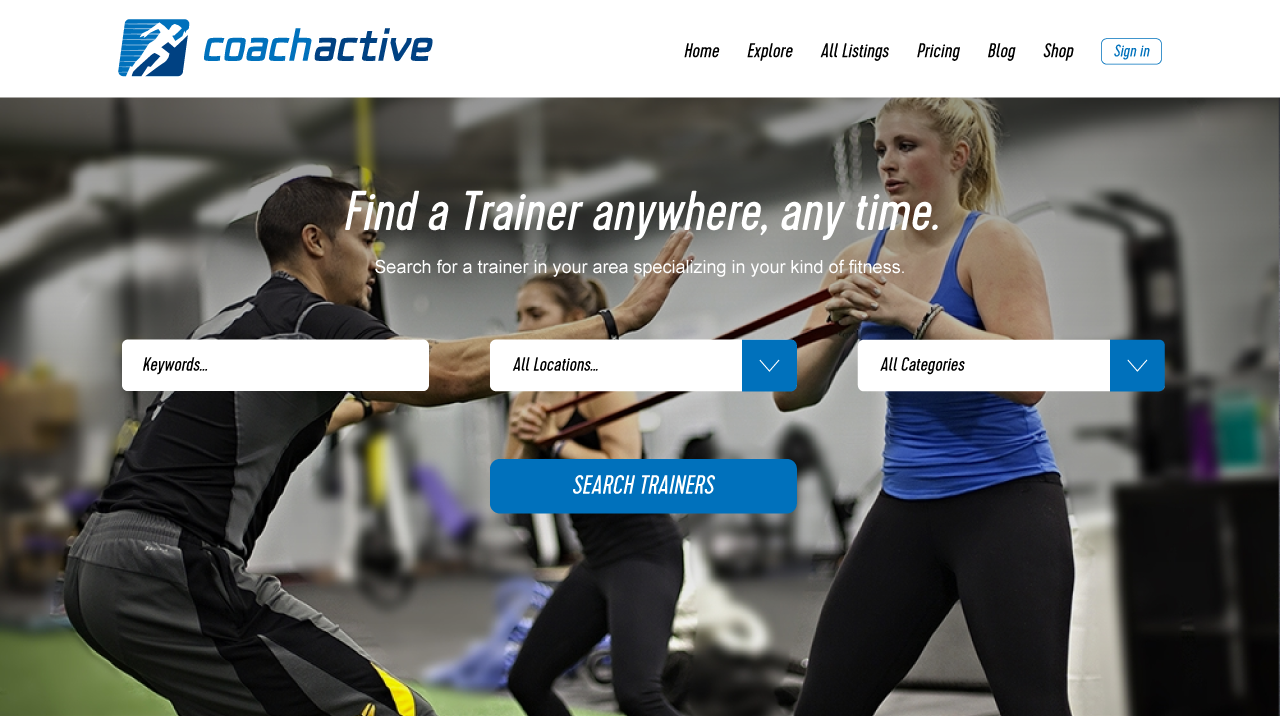 coachactive
Home Explore All Listings Pricing Blog Shop Sign in
Find a Trainer anywhere, any time.
Search for a trainer in your area specializing in your kind of fitness.
Keywords... All Locations... All Categories
SEARCH TRAINERS